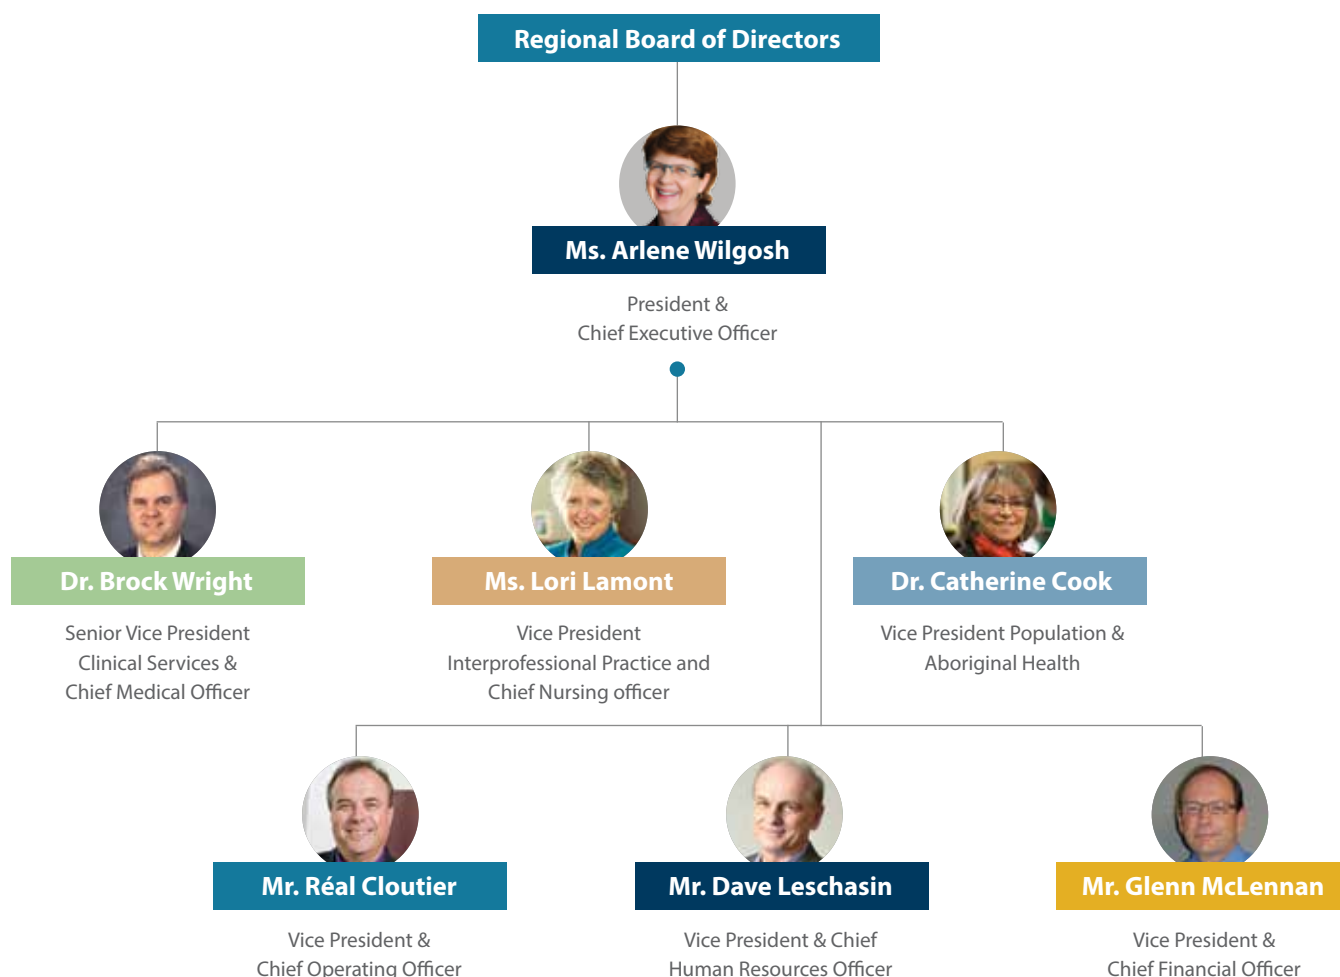 Regional Board of Directors
Ms. Arlene Wilgosh
President &
Chief Executive Officer
Dr. Brock Wright
Senior Vice President
Clinical Services &
Chief Medical Officer
Ms. Lori Lamont
Vice President
Interprofessional Practice and
Chief Nursing officer
Dr. Catherine Cook
Vice President Population &
Aboriginal Health
Mr. Réal Cloutier
Vice President &
Chief Operating Officer
Mr. Dave Leschasin
Vice President & Chief
Human Resources Officer
Mr. Glenn McLennan
Vice President &
Chief Financial Officer